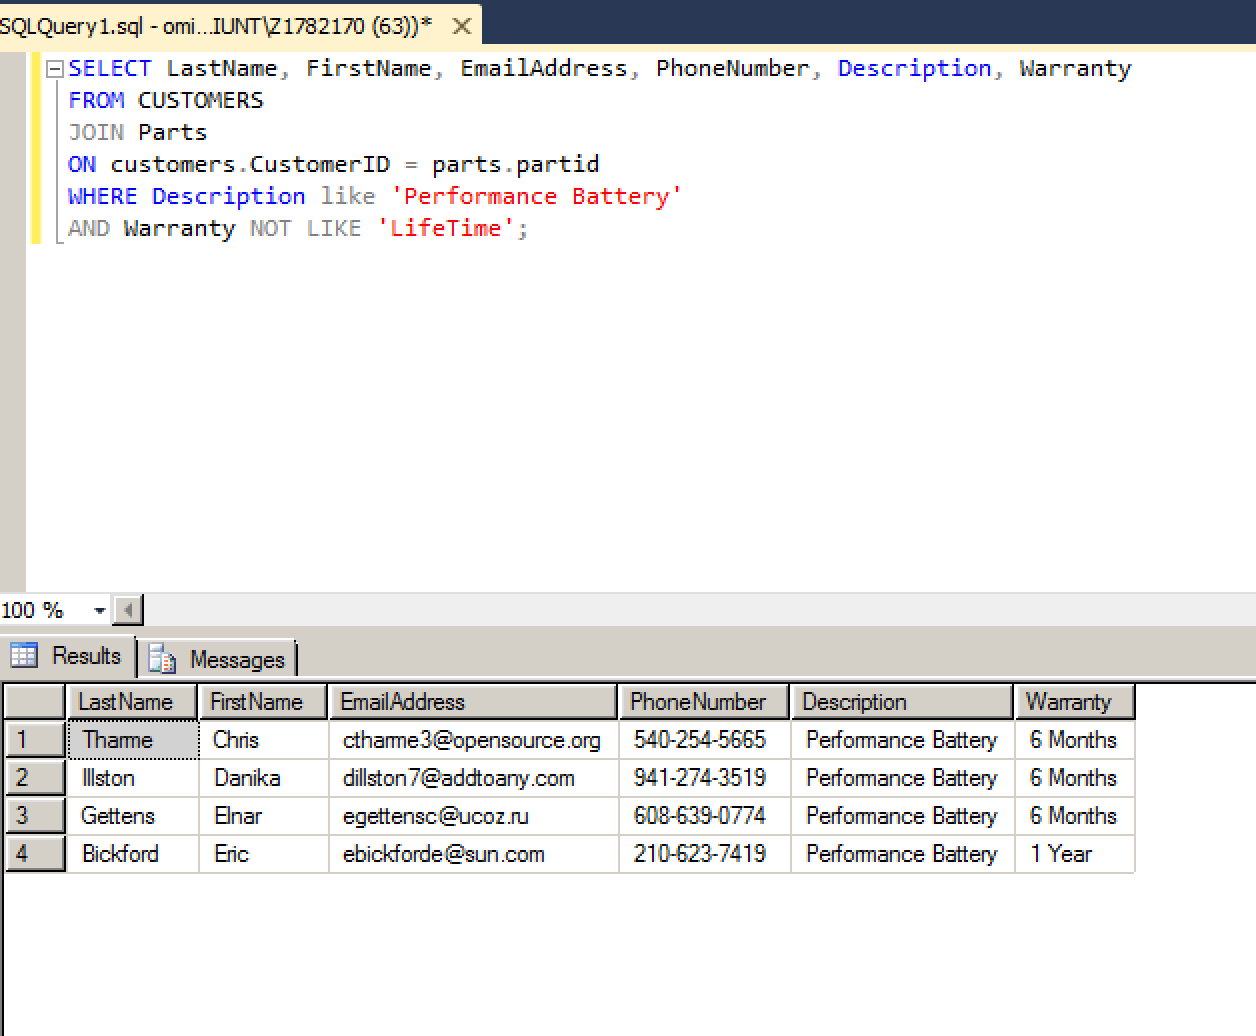 SQLQuery1.sql - omi...IUNT\Z1782170 (63))*
SELECT LastName, FirstName, EmailAddress, PhoneNumber, Description, Warranty
FROM CUSTOMERS
JOIN Parts
ON customers.CustomerID = parts.partid
WHERE Description like 'Performance Battery'
AND Warranty NOT LIKE 'LifeTime';
100 %
Results Messages
LastName FirstName EmailAddress PhoneNumber Description Warranty
1 Tharme Chris ctharme3@opensource.org 540-254-5665 Performance Battery 6 Months
2 Illston Danika dillston7@addtoany.com 941-274-3519 Performance Battery 6 Months
3 Gettens Elnar egettensc@ucoz.ru 608-639-0774 Performance Battery 6 Months
4 Bickford Eric ebickforde@sun.com 210-623-7419 Performance Battery 1 Year